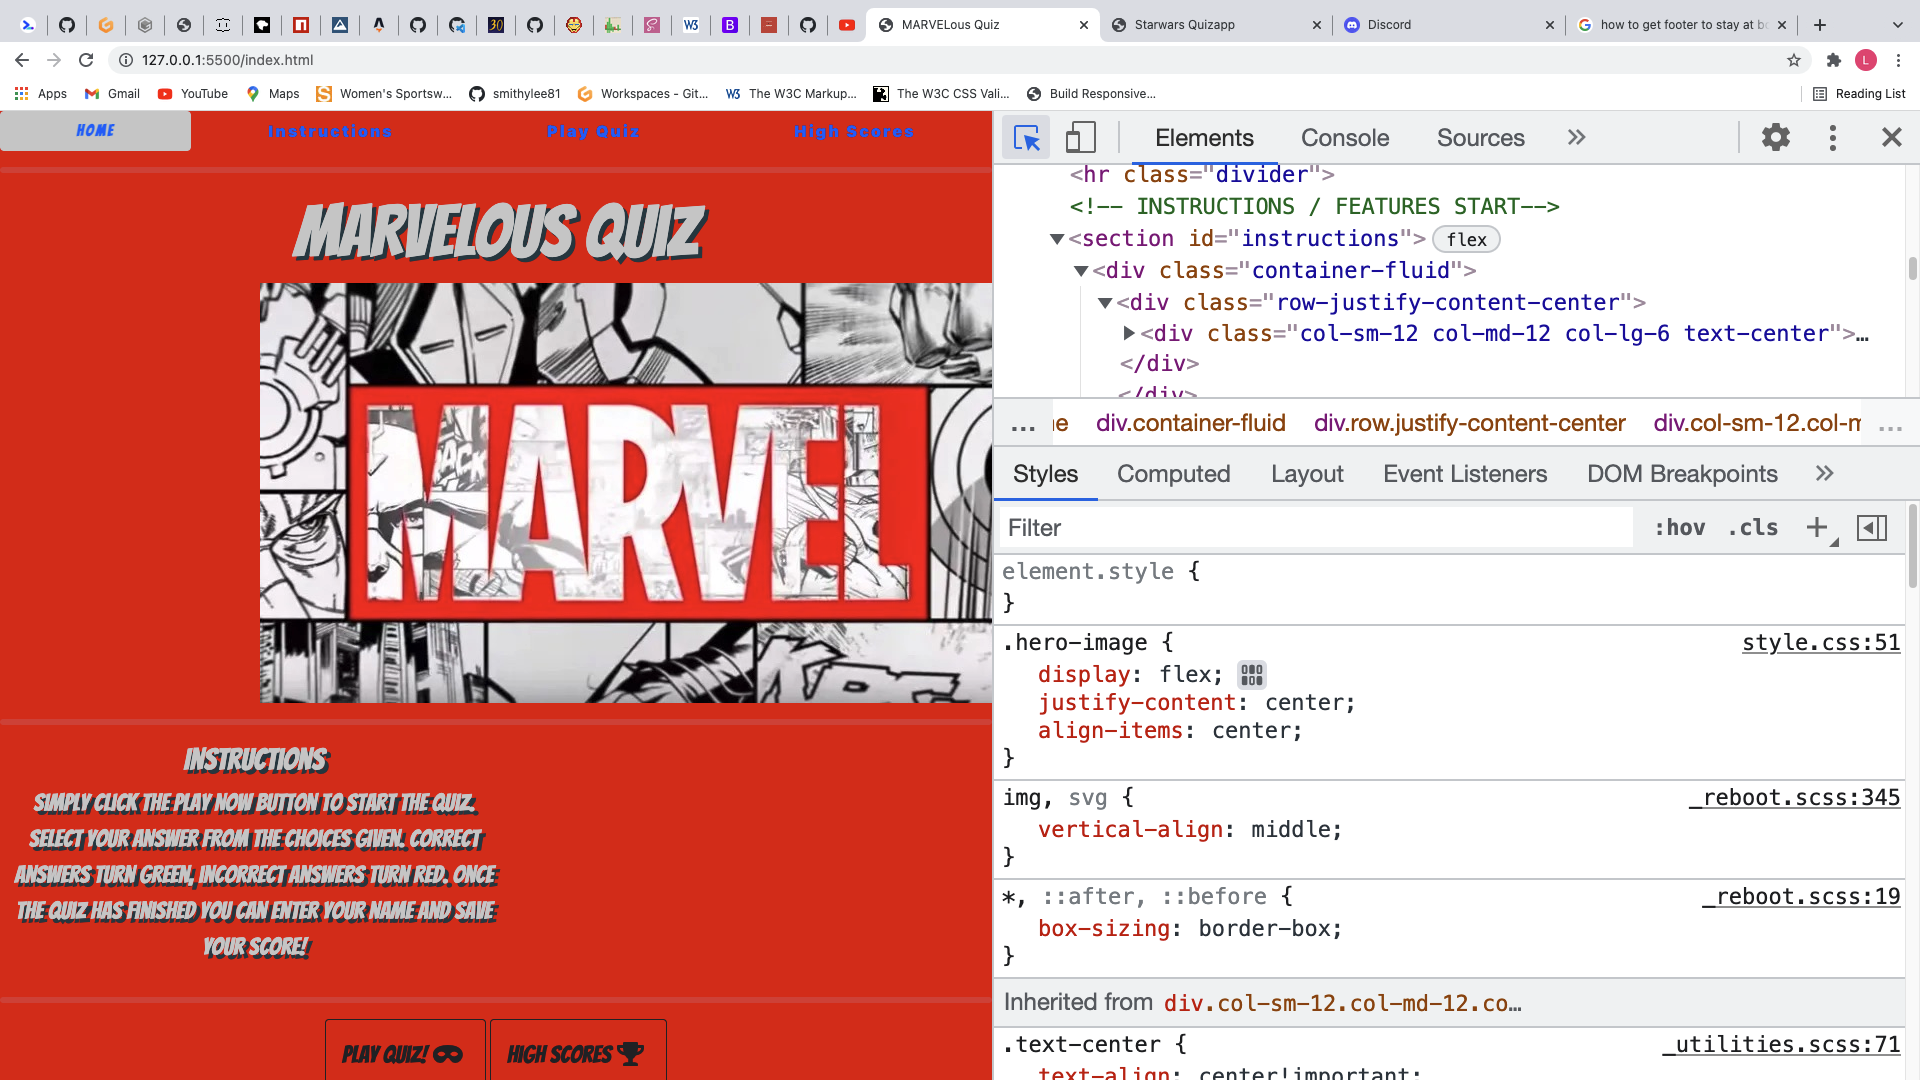 MARVELous Quiz
Starwars Quizapp
Discord
how to get footer to stay at bo
127.0.0.1:5500/index.html
L
Apps
Gmail
YouTube
Maps
Women's Sportsw...
smithylee81
Workspaces - Git...
The W3C Markup...
The W3C CSS Vali...
Build Responsive...
Reading List
HOME
Instructions
Play Quiz
High Scores
MARVELOUS QUIZ
MARVEL
INSTRUCTIONS
SIMPLY CLICK THE PLAY NOW BUTTON TO START THE QUIZ.
SELECT YOUR ANSWER FROM THE CHOICES GIVEN. CORRECT
ANSWERS TURN GREEN, INCORRECT ANSWERS TURN RED. ONCE
THE QUIZ HAS FINISHED YOU CAN ENTER YOUR NAME AND SAVE
YOUR SCORE!
PLAY QUIZ!
HIGH SCORES
Elements
Console
Sources
<hr class="divider">
<!-- INSTRUCTIONS / FEATURES START-->
<section id="instructions"> flex
<div class="container-fluid">
<div class="row-justify-content-center">
<div class="col-sm-12 col-md-12 col-lg-6 text-center">…
</div>
</div>
... ne div.container-fluid div.row.justify-content-center div.col-sm-12.col-m ...
Styles
Computed
Layout
Event Listeners
DOM Breakpoints
Filter
:hov .cls
element.style {
}
.hero-image { style.css:51
display: flex;
justify-content: center;
align-items: center;
}
img, svg { _reboot.scss:345
vertical-align: middle;
}
*, ::after, ::before { _reboot.scss:19
box-sizing: border-box;
}
Inherited from div.col-sm-12.col-md-12.co…
.text-center { _utilities.scss:71
text-align: center!important;